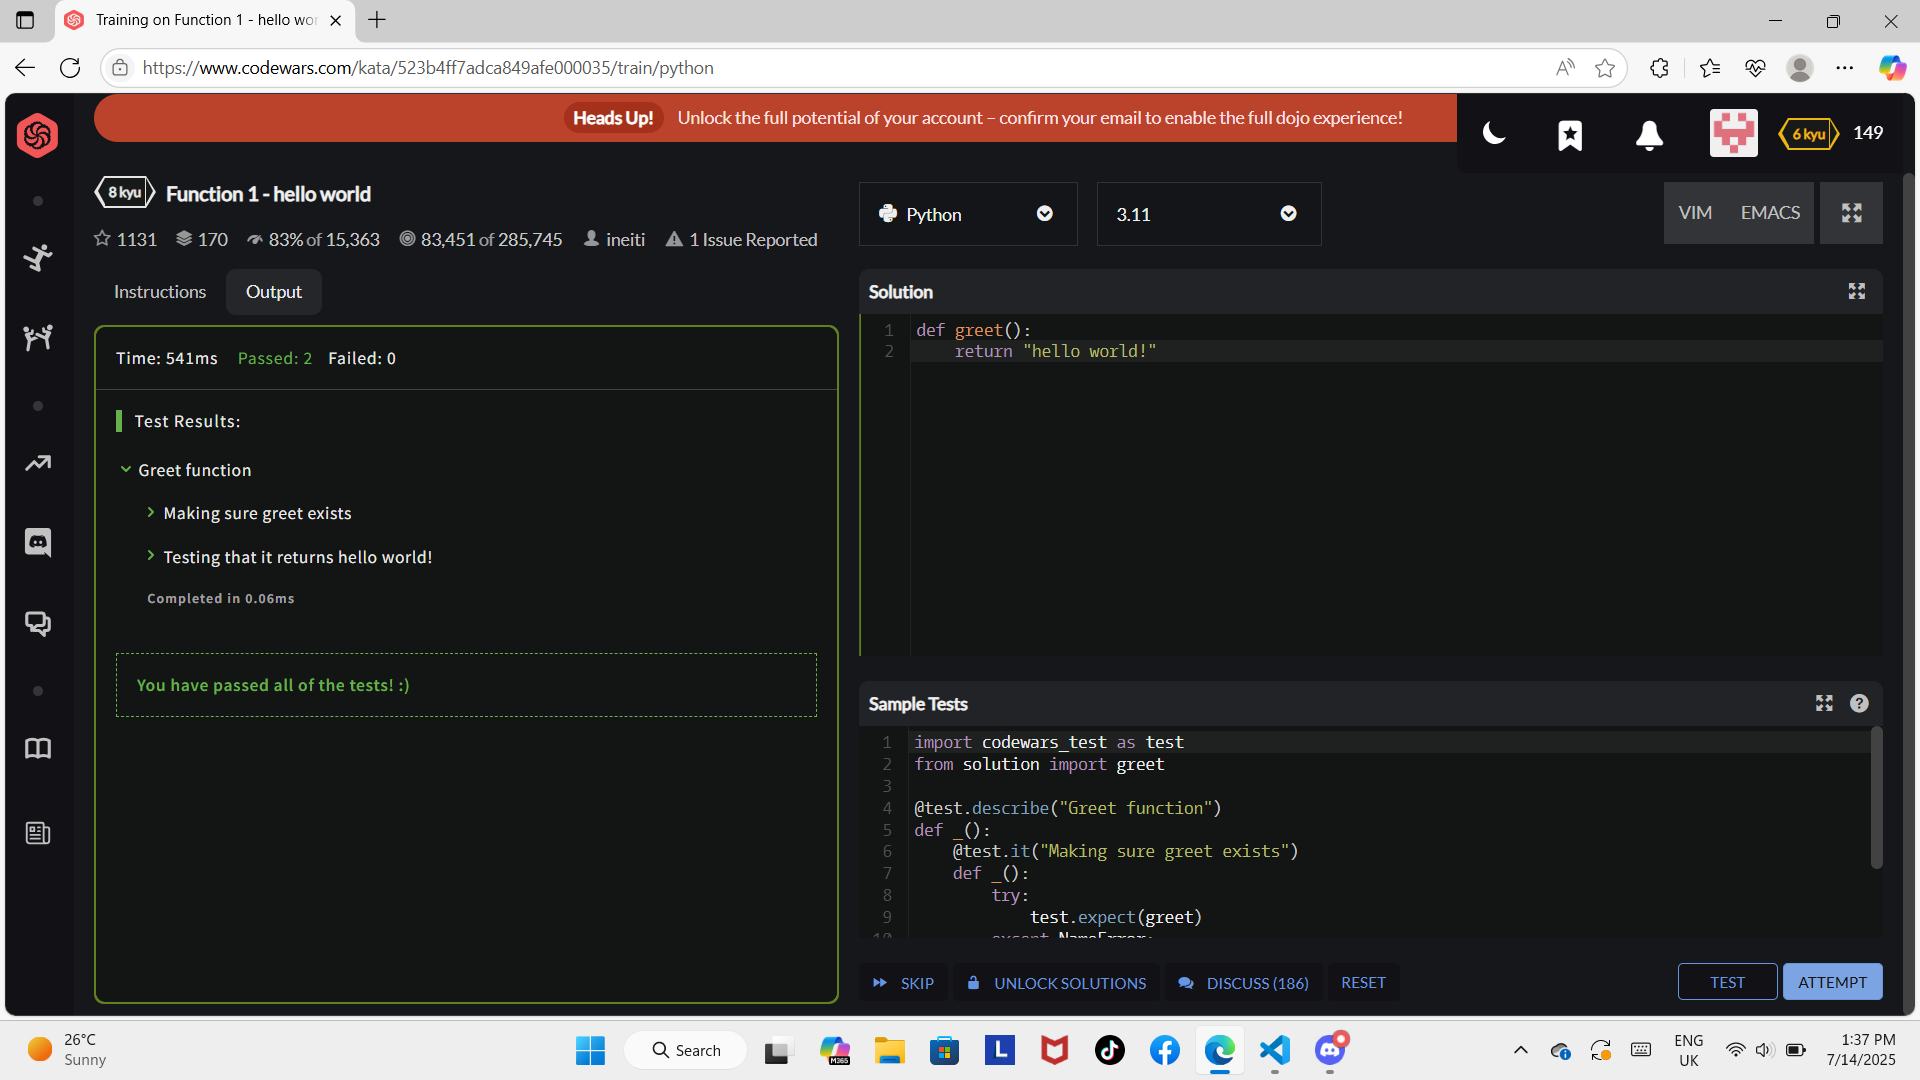 Training on Function 1 - hello wor
https://www.codewars.com/kata/523b4ff7adca849afe000035/train/python
Heads Up! Unlock the full potential of your account – confirm your email to enable the full dojo experience!
6 kyu 149
8 kyu Function 1 - hello world
1131 170 83% of 15,363 83,451 of 285,745 ineiti 1 Issue Reported
Python
3.11
VIM EMACS
Instructions Output
Time: 541ms Passed: 2 Failed: 0
Test Results:
Greet function
Making sure greet exists
Testing that it returns hello world!
Completed in 0.06ms
You have passed all of the tests! :)
Solution
1 def greet():
2     return "hello world!"
Sample Tests
1 import codewars_test as test
2 from solution import greet
3
4 @test.describe("Greet function")
5 def _():
6     @test.it("Making sure greet exists")
7     def _():
8         try:
9             test.expect(greet)
10         except NameError:
SKIP UNLOCK SOLUTIONS DISCUSS (186) RESET TEST ATTEMPT
26°C
Sunny
Search
M365
L
ENG
UK
1:37 PM
7/14/2025